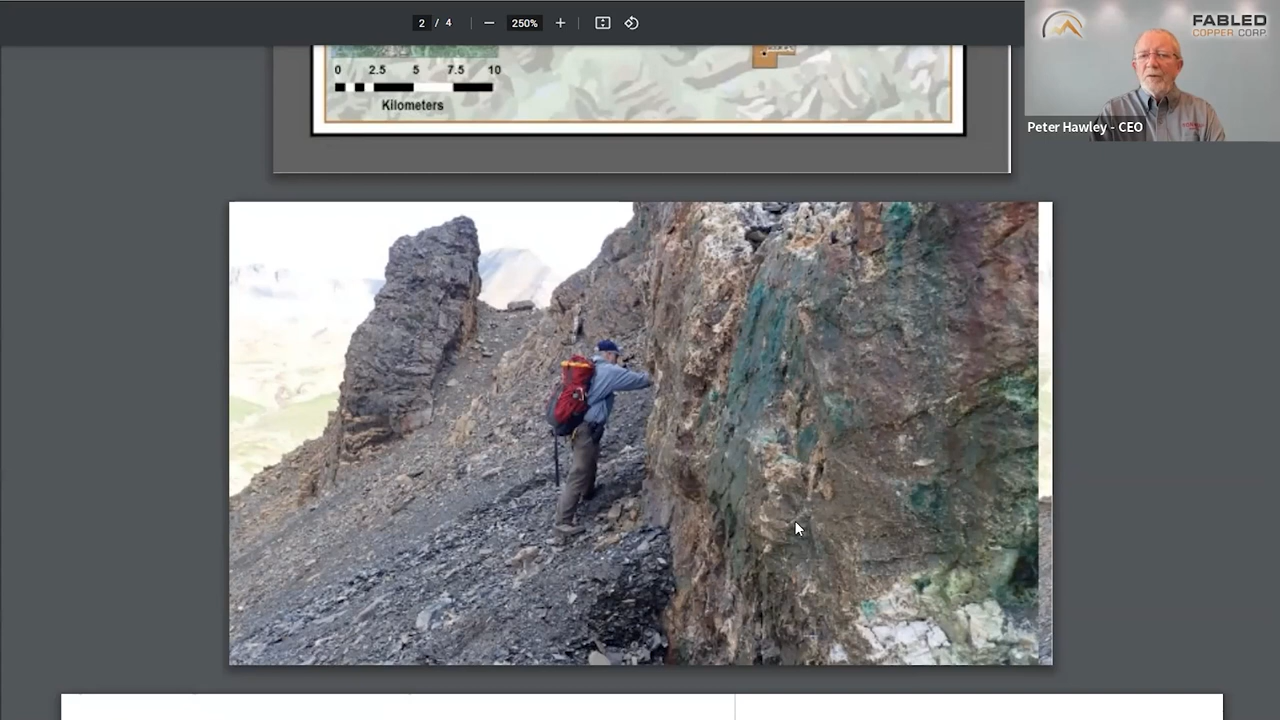 2 / 4
250%
FABLED
COPPER CORP
Peter Hawley - CEO
0 2.5 5 7.5 10
Kilometers